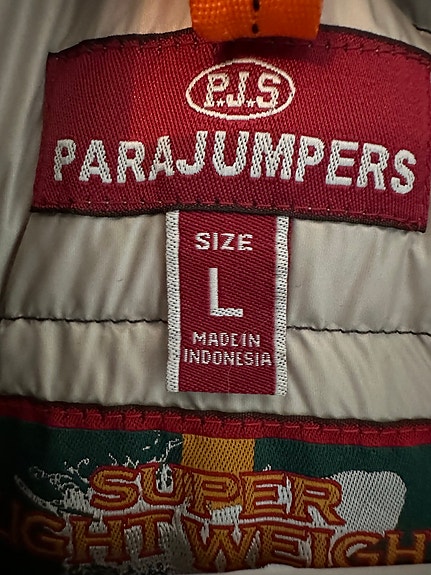 P.J.S
PARAJUMPERS
SIZE
L
MADE IN
INDONESIA
SUPER